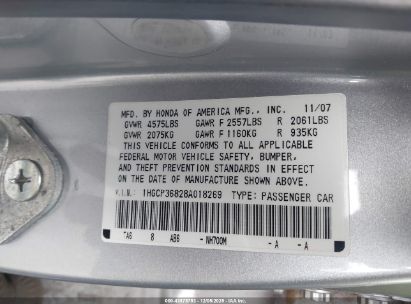 MFD. BY HONDA OF AMERICA MFG., INC. 11/07
GVWR 4575LBS GAWR F 2557LBS R 2061LBS
GVWR 2075KG GAWR F 1160KG R 935KG
THIS VEHICLE CONFORMS TO ALL APPLICABLE
FEDERAL MOTOR VEHICLE SAFETY, BUMPER,
AND THEFT PREVENTION STANDARDS IN EFFECT
ON THE DATE OF MANUFACTURE SHOWN ABOVE.
V.I.N.: 1HGCP36828A018269 TYPE: PASSENGER CAR
TA6 8 AB6 - NH700M - A - A